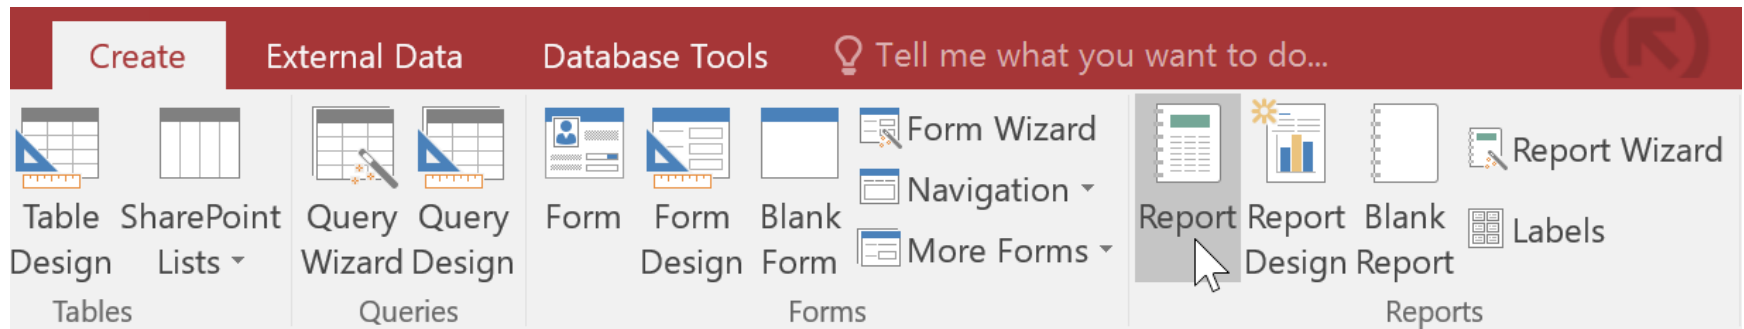 Create
External Data
Database Tools
Tell me what you want to do...
Table
Design
SharePoint
Lists
Tables
Query
Wizard
Query
Design
Queries
Form
Form
Design
Blank
Form
Form Wizard
Navigation
More Forms
Forms
Report
Report
Design
Blank
Report
Report Wizard
Labels
Reports